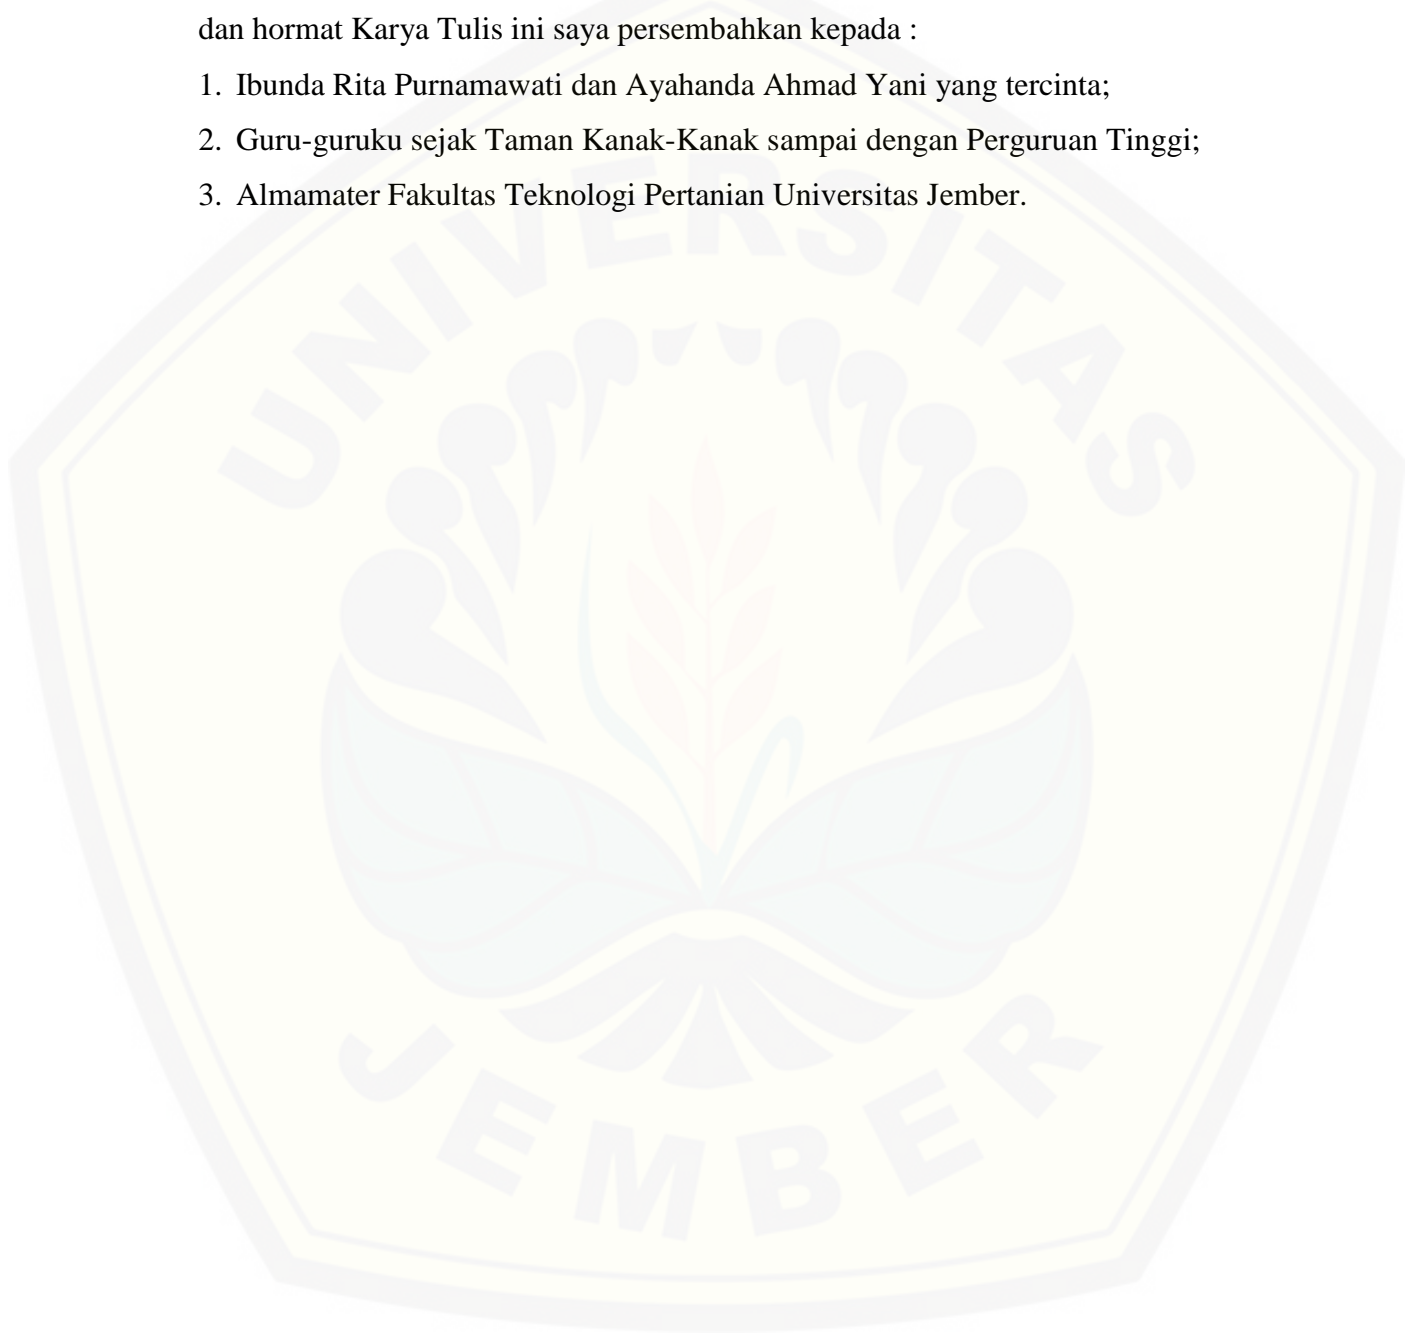 dan hormat Karya Tulis ini saya persembahkan kepada :
1. Ibunda Rita Purnamawati dan Ayahanda Ahmad Yani yang tercinta;
2. Guru-guruku sejak Taman Kanak-Kanak sampai dengan Perguruan Tinggi;
3. Almamater Fakultas Teknologi Pertanian Universitas Jember.
UNIVERSITAS
JEMBER